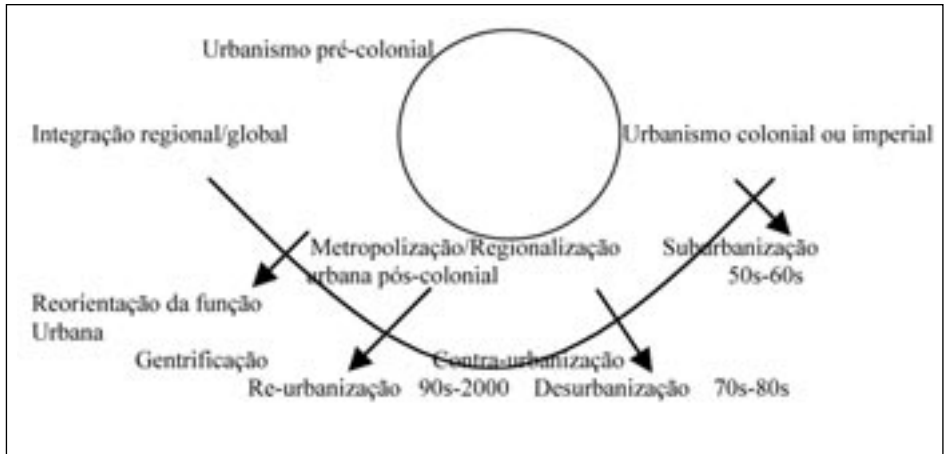 Urbanismo pré-colonial
Integração regional/global
Urbanismo colonial ou imperial
Metropolização/Regionalização
urbana pós-colonial
Suburbanização
50s-60s
Reorientação da função
Urbana
Gentrificação
Contra-urbanização
Re-urbanização 90s-2000
Desurbanização 70s-80s